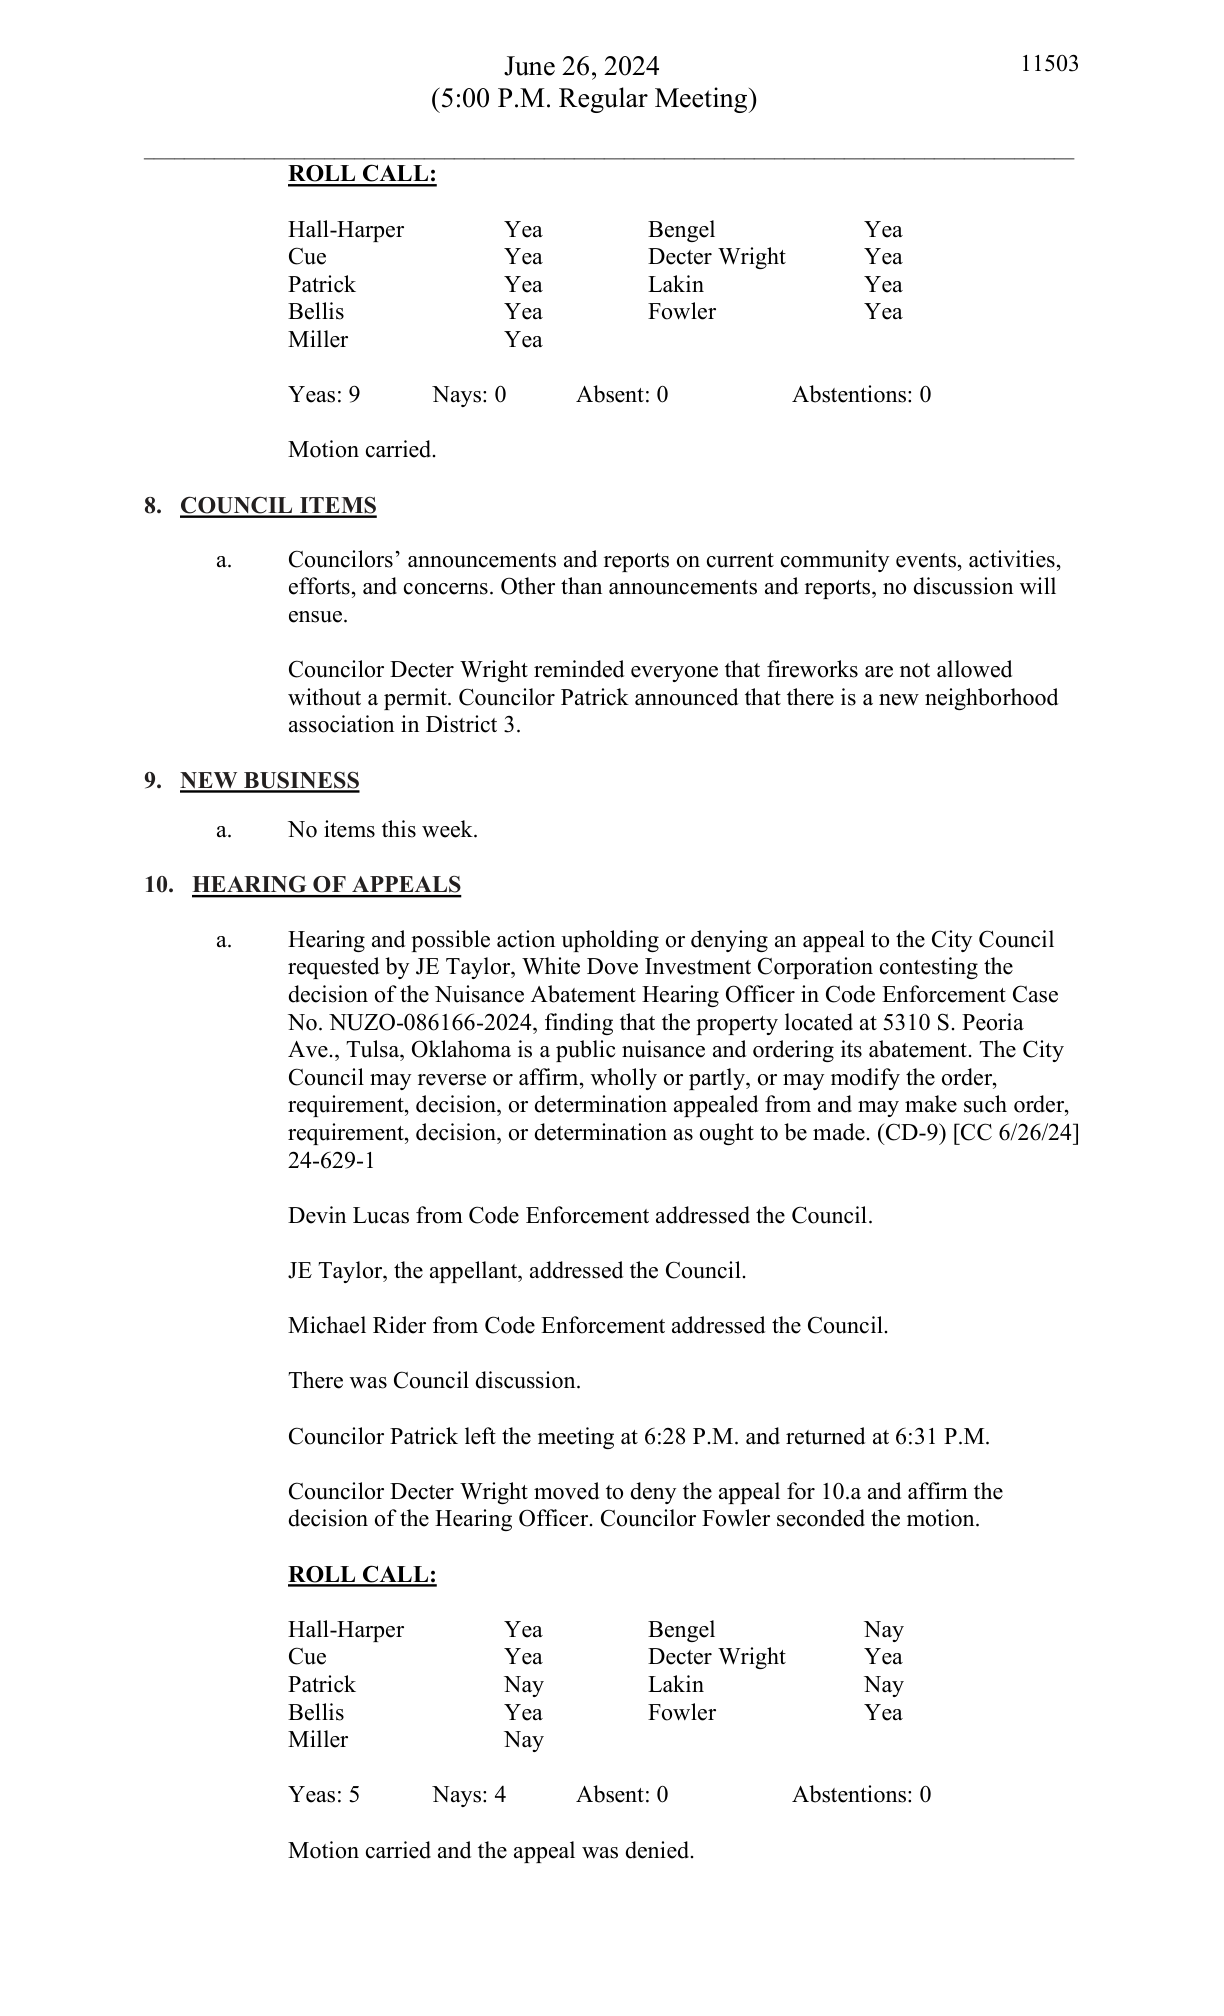 June 26, 2024
11503
(5:00 P.M. Regular Meeting)
ROLL CALL:
Hall-Harper Yea Bengel Yea
Cue Yea Decter Wright Yea
Patrick Yea Lakin Yea
Bellis Yea Fowler Yea
Miller Yea
Yeas: 9 Nays: 0 Absent: 0 Abstentions: 0
Motion carried.
8. COUNCIL ITEMS
a. Councilors’ announcements and reports on current community events, activities,
efforts, and concerns. Other than announcements and reports, no discussion will
ensue.
Councilor Decter Wright reminded everyone that fireworks are not allowed
without a permit. Councilor Patrick announced that there is a new neighborhood
association in District 3.
9. NEW BUSINESS
a. No items this week.
10. HEARING OF APPEALS
a. Hearing and possible action upholding or denying an appeal to the City Council
requested by JE Taylor, White Dove Investment Corporation contesting the
decision of the Nuisance Abatement Hearing Officer in Code Enforcement Case
No. NUZO-086166-2024, finding that the property located at 5310 S. Peoria
Ave., Tulsa, Oklahoma is a public nuisance and ordering its abatement. The City
Council may reverse or affirm, wholly or partly, or may modify the order,
requirement, decision, or determination appealed from and may make such order,
requirement, decision, or determination as ought to be made. (CD-9) [CC 6/26/24]
24-629-1
Devin Lucas from Code Enforcement addressed the Council.
JE Taylor, the appellant, addressed the Council.
Michael Rider from Code Enforcement addressed the Council.
There was Council discussion.
Councilor Patrick left the meeting at 6:28 P.M. and returned at 6:31 P.M.
Councilor Decter Wright moved to deny the appeal for 10.a and affirm the
decision of the Hearing Officer. Councilor Fowler seconded the motion.
ROLL CALL:
Hall-Harper Yea Bengel Nay
Cue Yea Decter Wright Yea
Patrick Nay Lakin Nay
Bellis Yea Fowler Yea
Miller Nay
Yeas: 5 Nays: 4 Absent: 0 Abstentions: 0
Motion carried and the appeal was denied.